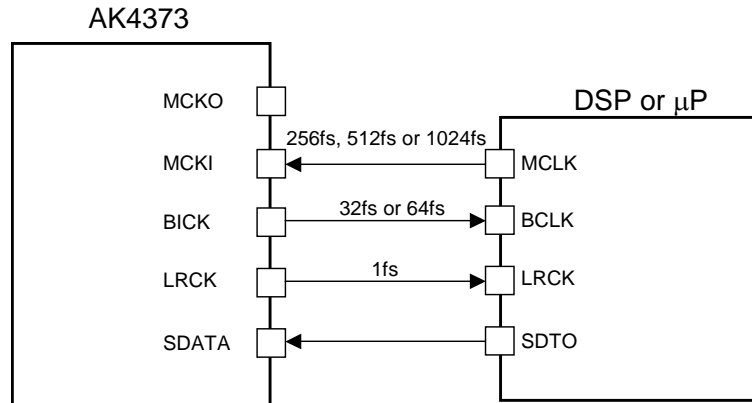 AK4373
DSP or μP
MCKO
256fs, 512fs or 1024fs
MCKI
MCLK
32fs or 64fs
BICK
BCLK
1fs
LRCK
LRCK
SDATA
SDTO